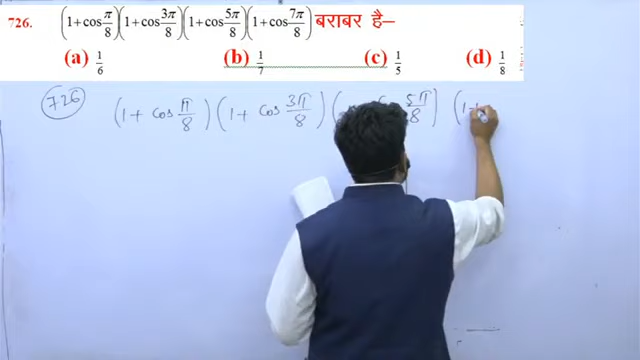 726. (1+cos π/8)(1+cos 3π/8)(1+cos 5π/8)(1+cos 7π/8) बराबर है–
(a) 1/6 (b) 1/7 (c) 1/5 (d) 1/8
726 (1+ cos π/8) (1+ cos 3π/8) ( 5π/8) (1+